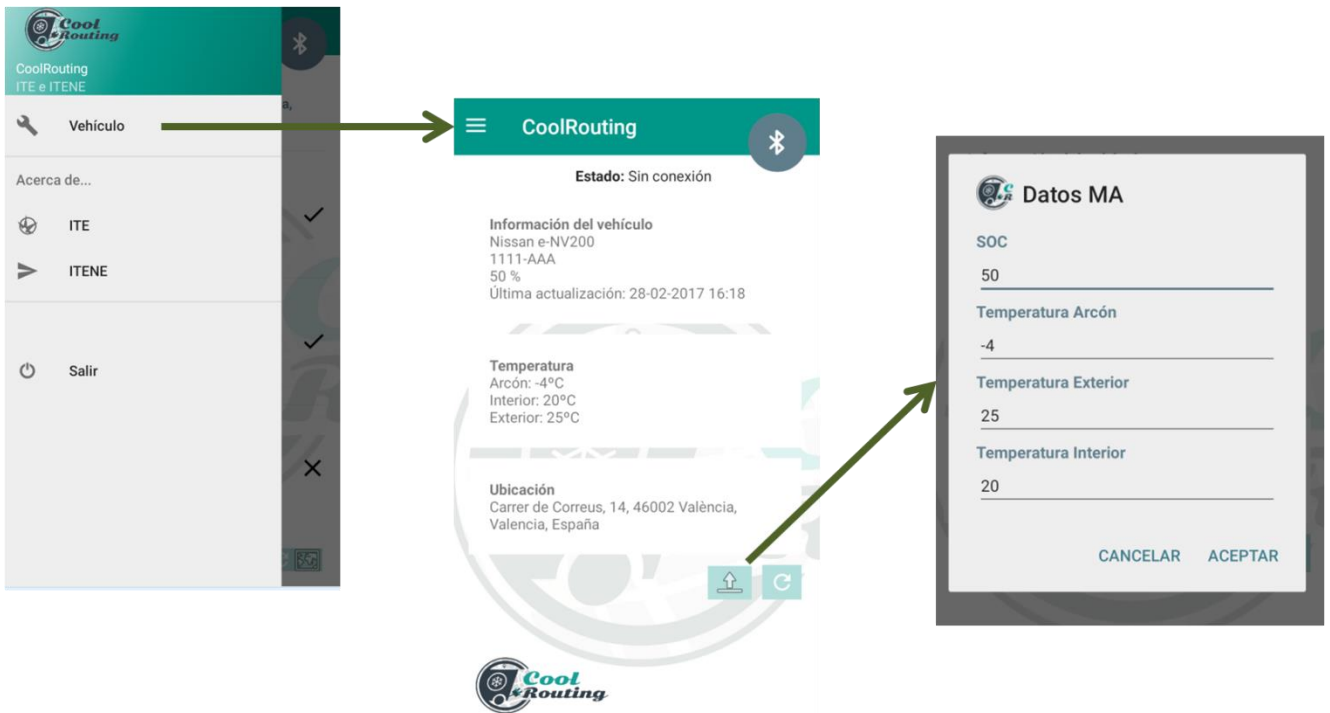 Cool
Routing
CoolRouting
ITE e ITENE
a,
Vehículo
Acerca de...
ITE
ITENE
Salir
CoolRouting
Estado: Sin conexión
Información del vehículo
Nissan e-NV200
1111-AAA
50 %
Última actualización: 28-02-2017 16:18
Temperatura
Arcón: -4ºC
Interior: 20ºC
Exterior: 25ºC
Ubicación
Carrer de Correus, 14, 46002 València,
Valencia, España
Cool
Routing
Datos MA
SOC
50
Temperatura Arcón
-4
Temperatura Exterior
25
Temperatura Interior
20
CANCELAR ACEPTAR